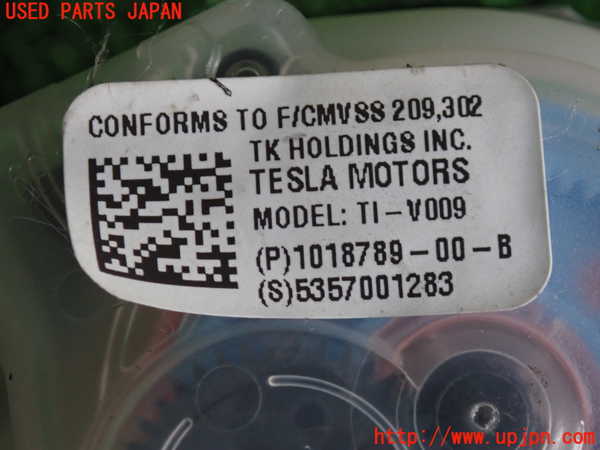 USED PARTS JAPAN
CONFORMS TO F/CMVSS 209,302
TK HOLDINGS INC.
TESLA MOTORS
MODEL: TI-V009
(P)1018789-00-B
(S)5357001283
http://www.upjpn.com